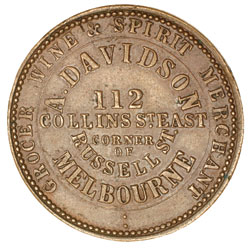 GROCER WINE & SPIRIT MERCHANT
A. DAVIDSON
112
COLLINS ST. EAST
CORNER
OF
RUSSELL ST.
MELBOURNE